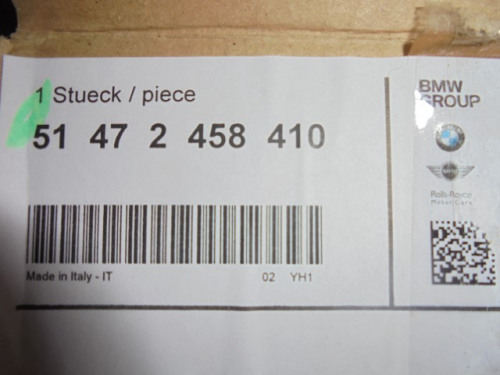 1 Stueck / piece
51 47 2 458 410
Made in Italy - IT
02 YH1
BMW
GROUP
Rolls-Royce
Motor Cars